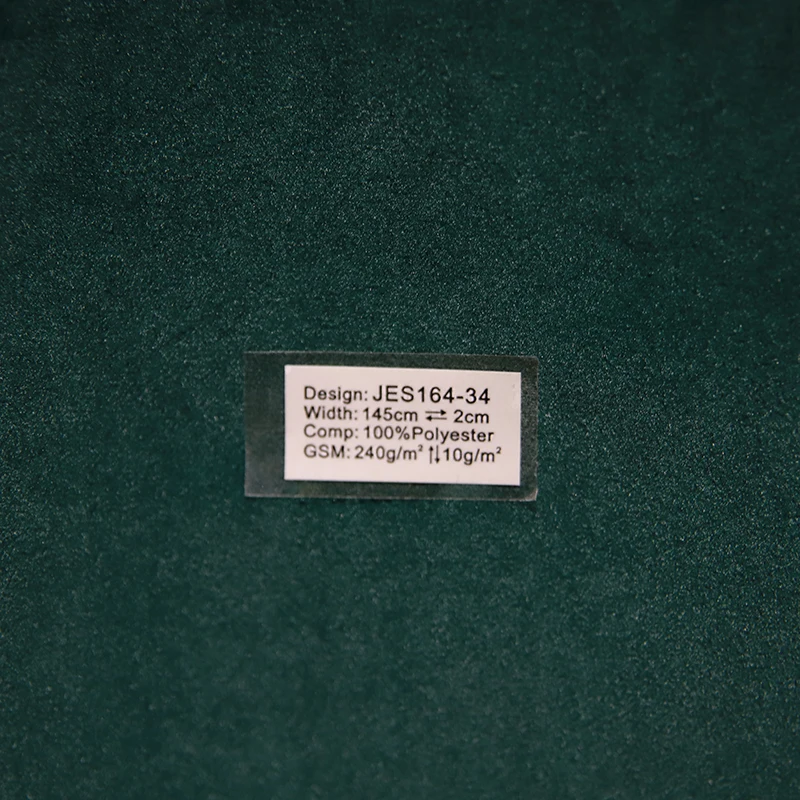 Design: JES164-34
Width: 145cm ⇄ 2cm
Comp: 100%Polyester
GSM: 240g/m² ⇅10g/m²